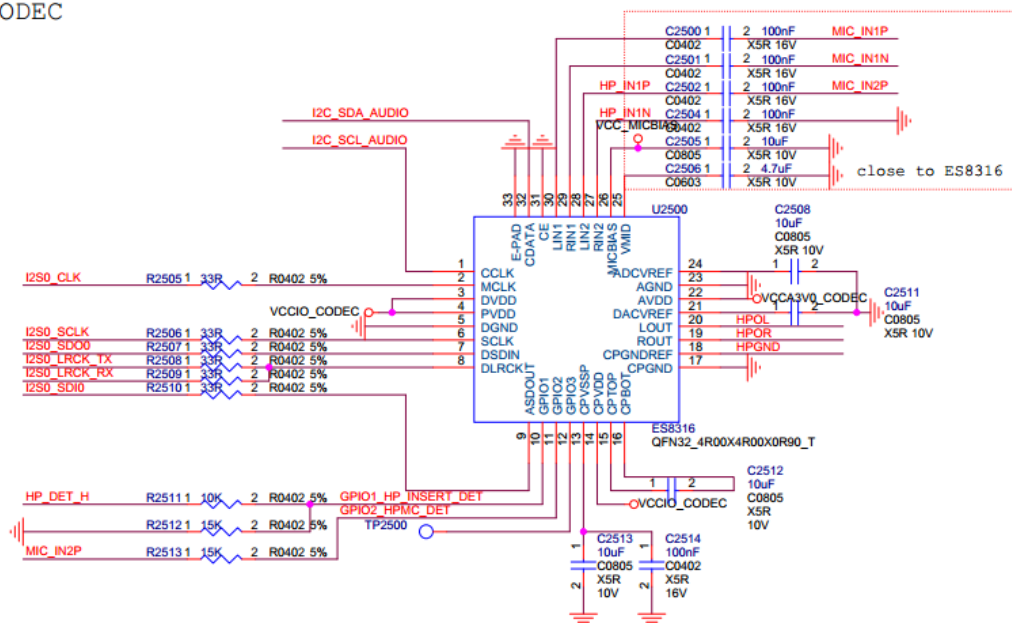 ODEC
C2500 1 2 100nF MIC_IN1P
C0402 X5R 16V
C2501 1 2 100nF MIC_IN1N
C0402 X5R 16V
HP_IN1P C2502 1 2 100nF MIC_IN2P
C0402 X5R 16V
I2C_SDA_AUDIO HP_IN1N C2504 1 2 100nF
VCC_MICBIAS C0402 X5R 16V
I2C_SCL_AUDIO C2505 1 2 10uF
C0805 X5R 10V
C2506 1 2 4.7uF close to ES8316
C0603 X5R 10V
33 32 31 30 29 28 27 26 25
U2500
E-PAD CDATA CE LIN1 RIN1 LIN2 RIN2 MICBIAS VMID
C2508
10uF
C0805
X5R 10V
1 CCLK ADCVREF 24 1 2
I2S0_CLK R2505 1 33R 2 R0402 5% 2 MCLK AGND 23
3 DVDD AVDD 22 VCCA3V0_CODEC
VCCIO_CODEC 4 PVDD DACVREF 21 1 2
C2511
10uF
C0805
X5R 10V
5 DGND LOUT 20 HPOL
I2S0_SCLK R2506 1 33R 2 R0402 5% 6 SCLK ROUT 19 HPOR
I2S0_SDO0 R2507 1 33R 2 R0402 5% 7 DSDIN CPGNDREF 18 HPGND
I2S0_LRCK_TX R2508 1 33R 2 R0402 5% 8 DLRCKT CPGND 17
I2S0_LRCK_RX R2509 1 33R 2 R0402 5%
I2S0_SDI0 R2510 1 33R 2 R0402 5%
ASDOUT GPIO1 GPIO2 GPIO3 CPVSSP CPVDD CPTOP CPBOT
9 10 11 12 13 14 15 16
ES8316
QFN32_4R00X4R00X0R90_T
C2512
10uF
C0805
X5R
10V
1 2
HP_DET_H R2511 1 10K 2 R0402 5% GPIO1_HP_INSERT_DET
VCCIO_CODEC
GPIO2_HPMC_DET
R2512 1 15K 2 R0402 5% TP2500
MIC_IN2P R2513 1 15K 2 R0402 5%
1 2 C2513
10uF
C0805
X5R
10V
1 2 C2514
100nF
C0402
X5R
16V